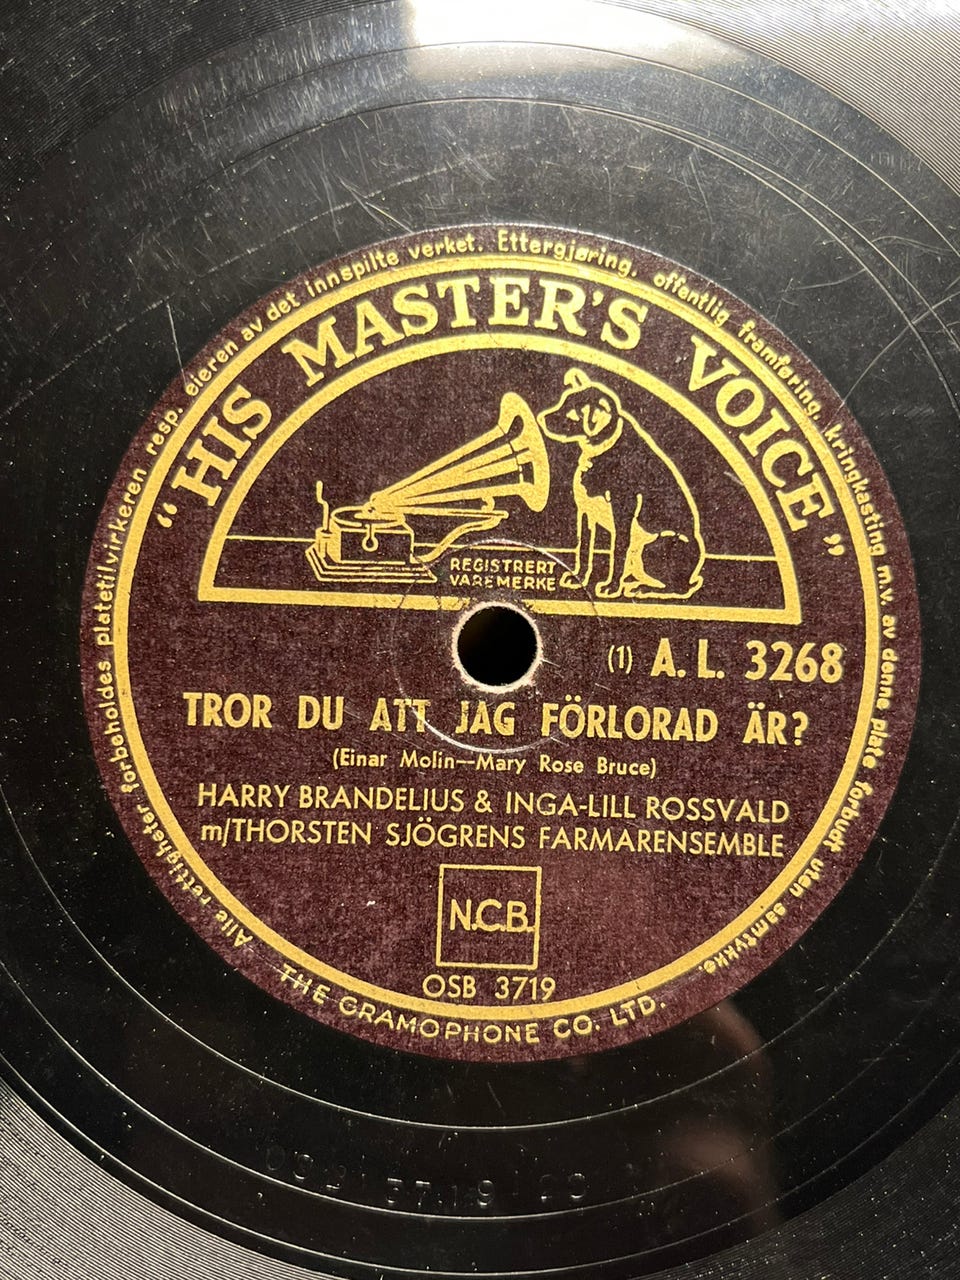 Alle rettigheter forbeholdes platetilvirkeren resp. eieren av det innspilte verket. Ettergjøring, offentlig framføring, kringkasting m.v. av denne plate forbudt uten samtykke.
"HIS MASTER'S VOICE"
REGISTRERT
VAREMERKE
(1) A. L. 3268
TROR DU ATT JAG FÖRLORAD ÄR?
(Einar Molin—Mary Rose Bruce)
HARRY BRANDELIUS & INGA-LILL ROSSVALD
m/THORSTEN SJÖGRENS FARMARENSEMBLE
N.C.B.
OSB 3719
THE GRAMOPHONE CO. LTD.
3719